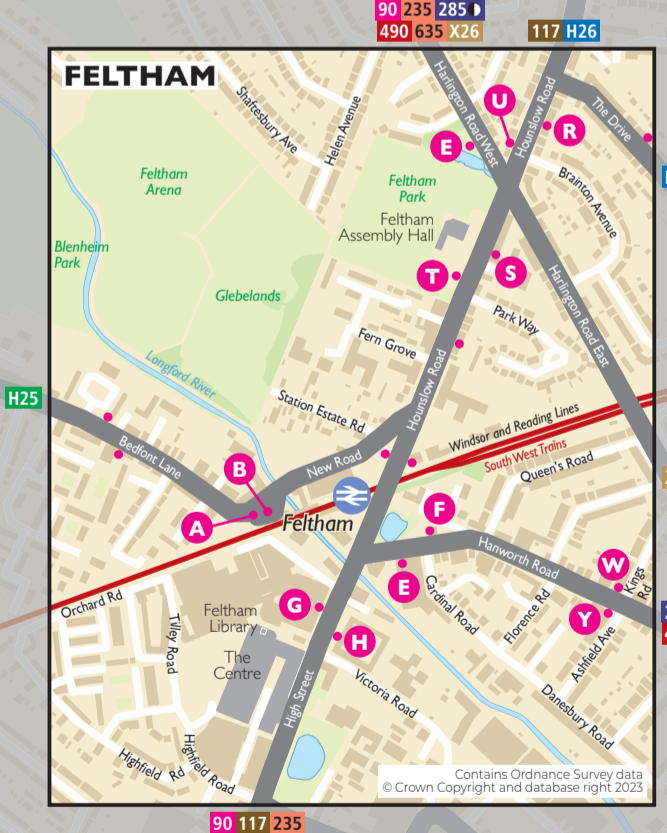 90 235 285
490 635 X26
117 H26
FELTHAM
Shaftesbury Ave
Helen Avenue
Harlington Road West
U
Hounslow Road
The Drive
R
E
Feltham
Arena
Feltham
Park
Brainton Avenue
Feltham
Assembly Hall
Blenheim
Park
T
S
Glebelands
Harlington Road East
Park Way
Fern Grove
Longford River
Hounslow Road
H25
Station Estate Rd
Windsor and Reading Lines
South West Trains
Bedfont Lane
New Road
Queen's Road
B
A
Feltham
F
Hanworth Road
W
Kings
Rd
E
Orchard Rd
G
Cardinal Road
Florence Rd
Y
Feltham
Library
Tilley Road
H
Ashfield Ave
The
Centre
Victoria Road
High Street
Danesbury Road
Highfield Rd
Highfield Road
Contains Ordnance Survey data
© Crown Copyright and database right 2023
90 117 235